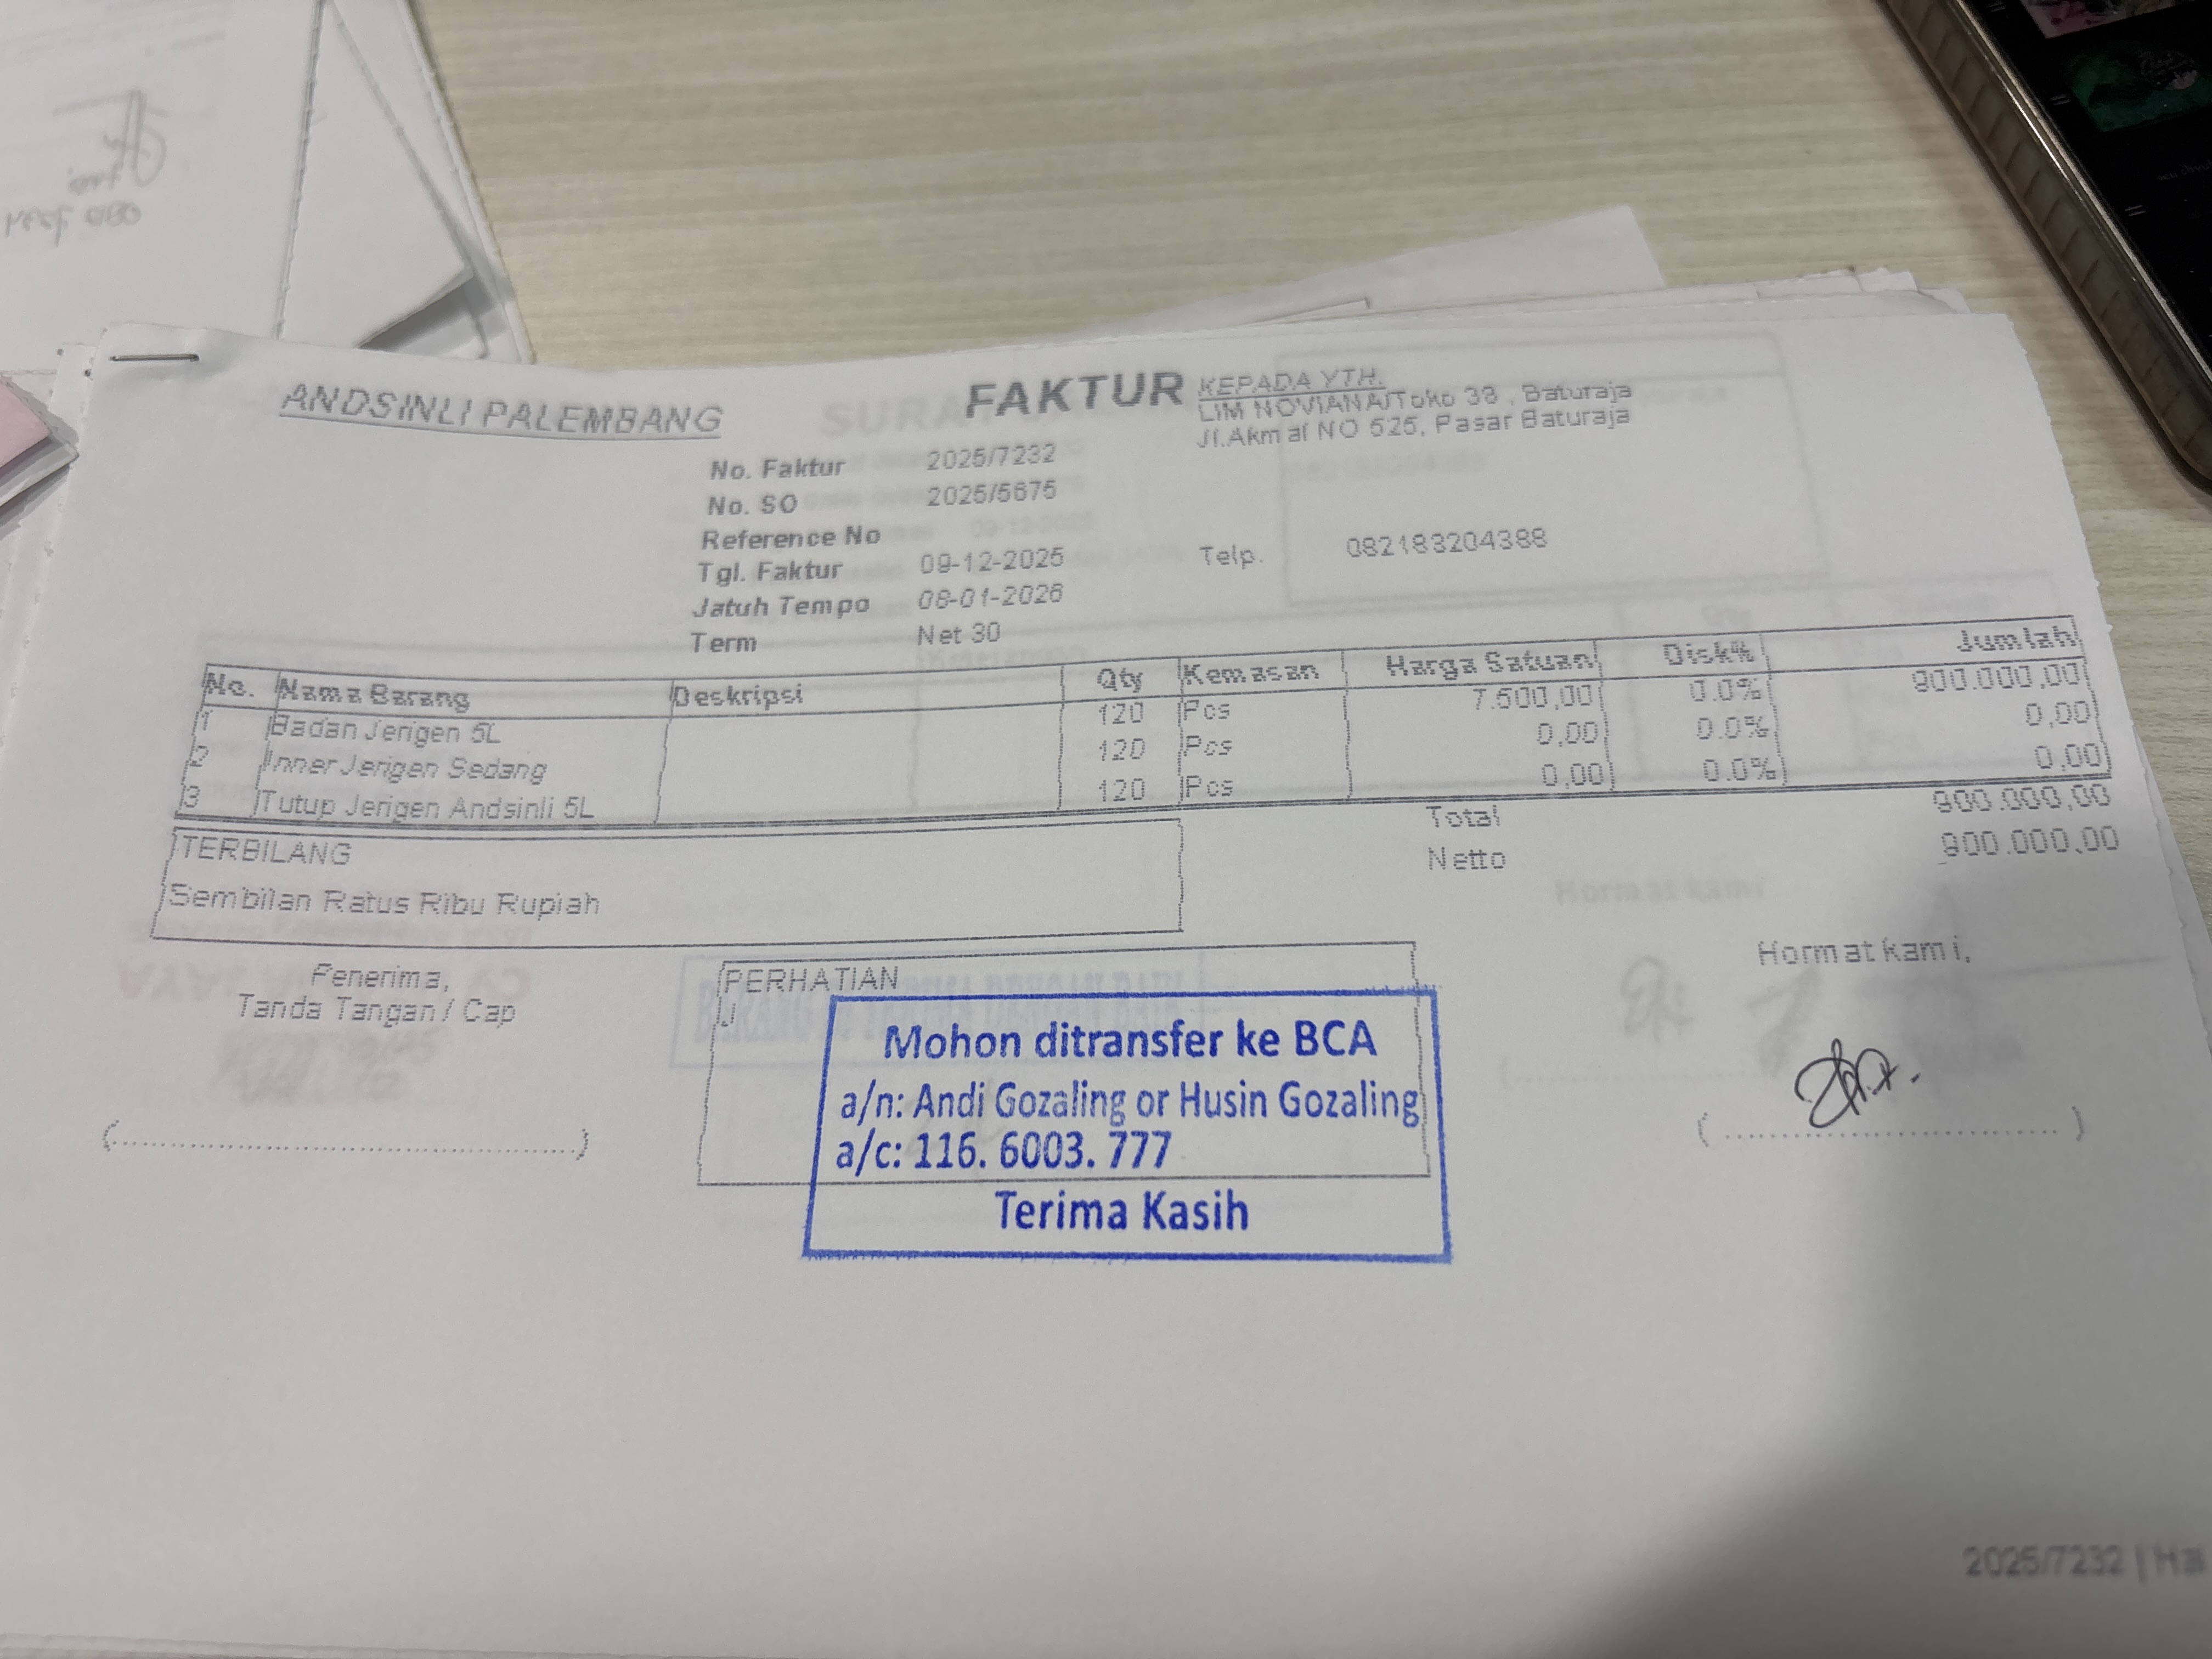 ANDSINLI PALEMBANG
FAKTUR
KEPADA YTH.
LIM NOVIANA/Toko 38 , Baturaja
Jl.Akmal NO 525, Pasar Baturaja
No. Faktur 2025/7232
No. SO 2025/5675
Reference No
Tgl. Faktur 09-12-2025
Telp. 082183204388
Jatuh Tempo 08-01-2026
Term Net 30
No. Nama Barang Deskripsi Qty Kemasan Harga Satuan Disk% Jumlah
1 Badan Jerigen 5L 120 Pcs 7.500,00 0.0% 900.000,00
2 Inner Jerigen Sedang 120 Pcs 0,00 0.0% 0,00
3 Tutup Jerigen Andsinli 5L 120 Pcs 0,00 0.0% 0,00
Total 900.000,00
Netto 900.000,00
TERBILANG
Sembilan Ratus Ribu Rupiah
Penerima,
Tanda Tangan / Cap
PERHATIAN
Hormat kami,
Mohon ditransfer ke BCA
a/n: Andi Gozaling or Husin Gozaling
a/c: 116. 6003. 777
Terima Kasih
(........................................................)
(........................................)
2025/7232 | Hal